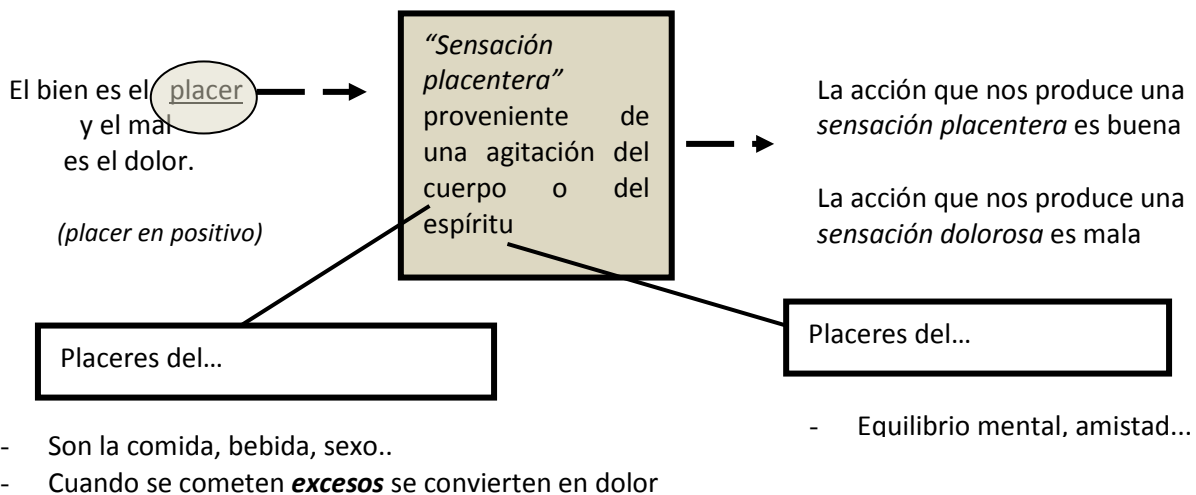 El bien es el placer
y el mal
es el dolor.
(placer en positivo)
“Sensación
placentera”
proveniente de
una agitación del
cuerpo o del
espíritu
La acción que nos produce una
sensación placentera es buena
La acción que nos produce una
sensación dolorosa es mala
Placeres del…
- Son la comida, bebida, sexo..
- Cuando se cometen excesos se convierten en dolor
Placeres del…
- Equilibrio mental, amistad...